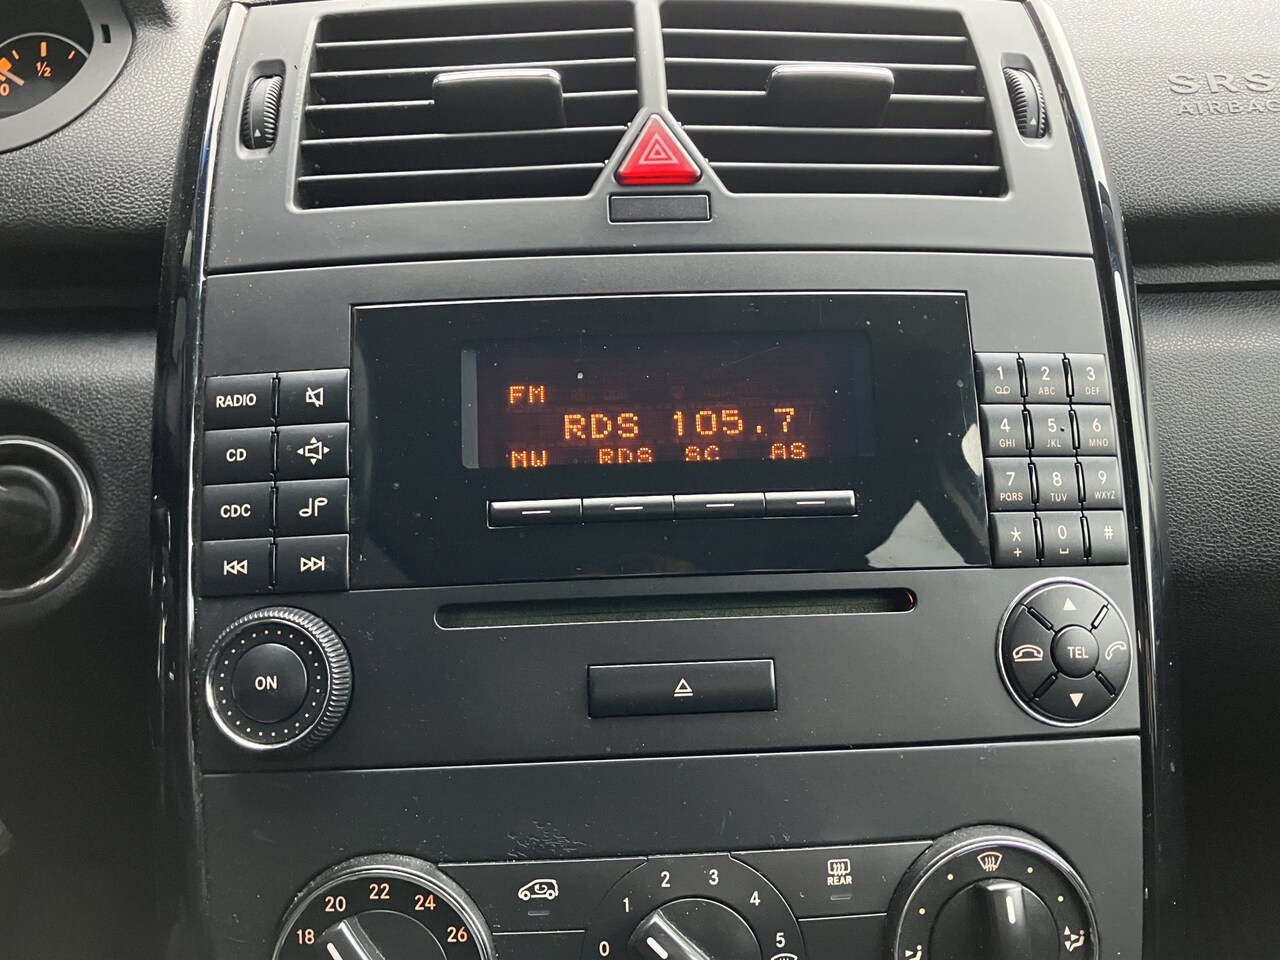 1/2
0
SRS
AIRBAG
FM
RDS 105.7
MW RDS SC AS
RADIO
CD
CDC
ON
1
2 ABC
3 DEF
4 GHI
5 JKL
6 MNO
7 PQRS
8 TUV
9 WXYZ
* +
0
#
TEL
18 20 22 24 26
0 1 2 3 4 5
REAR